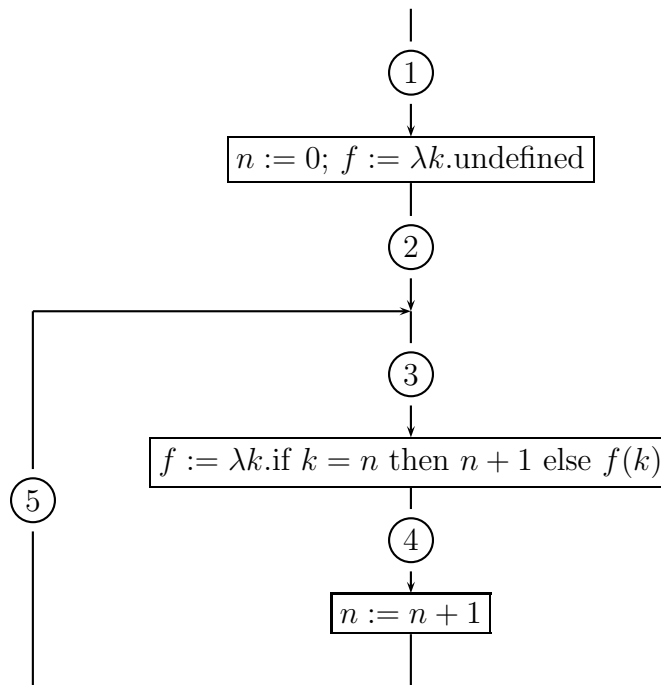 1
n := 0; f := λk.undefined
2
3
f := λk.if k = n then n + 1 else f(k)
5
4
n := n + 1